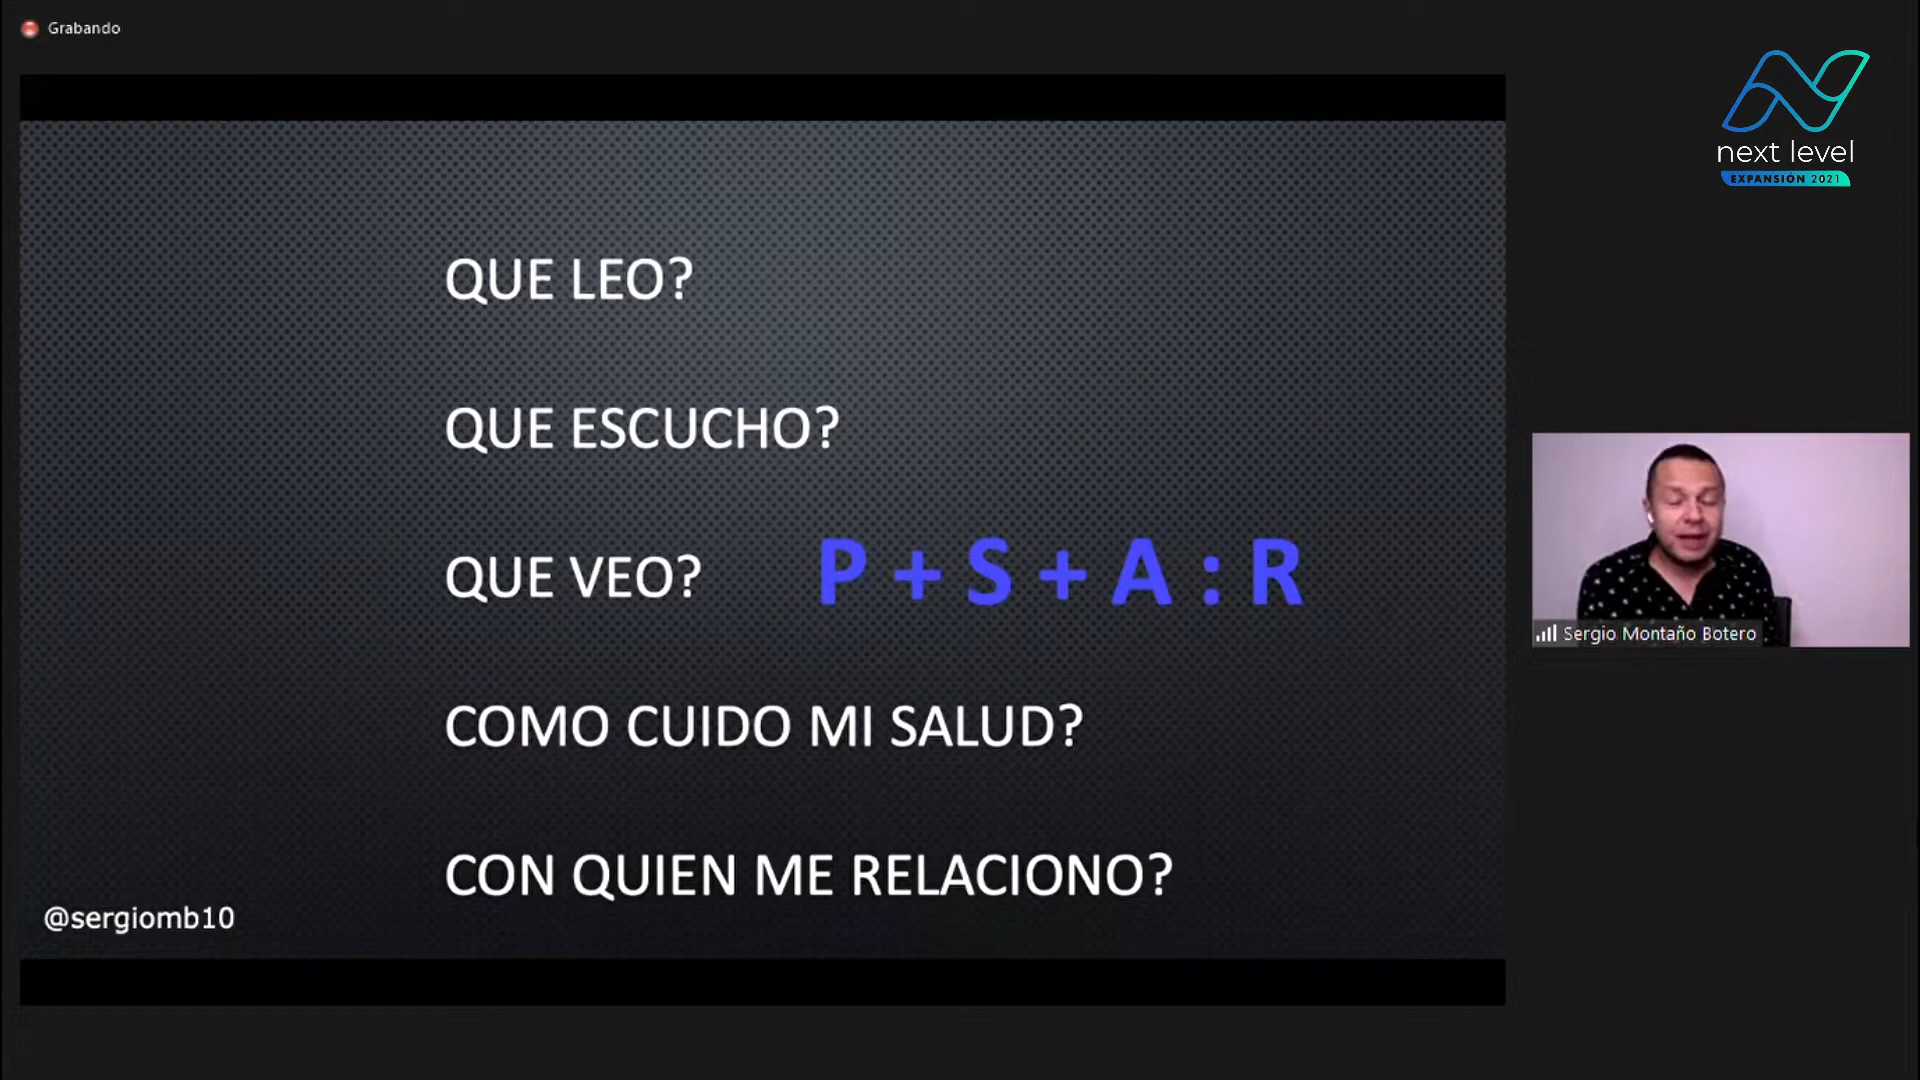 Grabando
next level
EXPANSIÓN 2021
QUE LEO?
QUE ESCUCHO?
QUE VEO?
P + S + A : R
COMO CUIDO MI SALUD?
CON QUIEN ME RELACIONO?
@sergiomb10
Sergio Montaño Botero